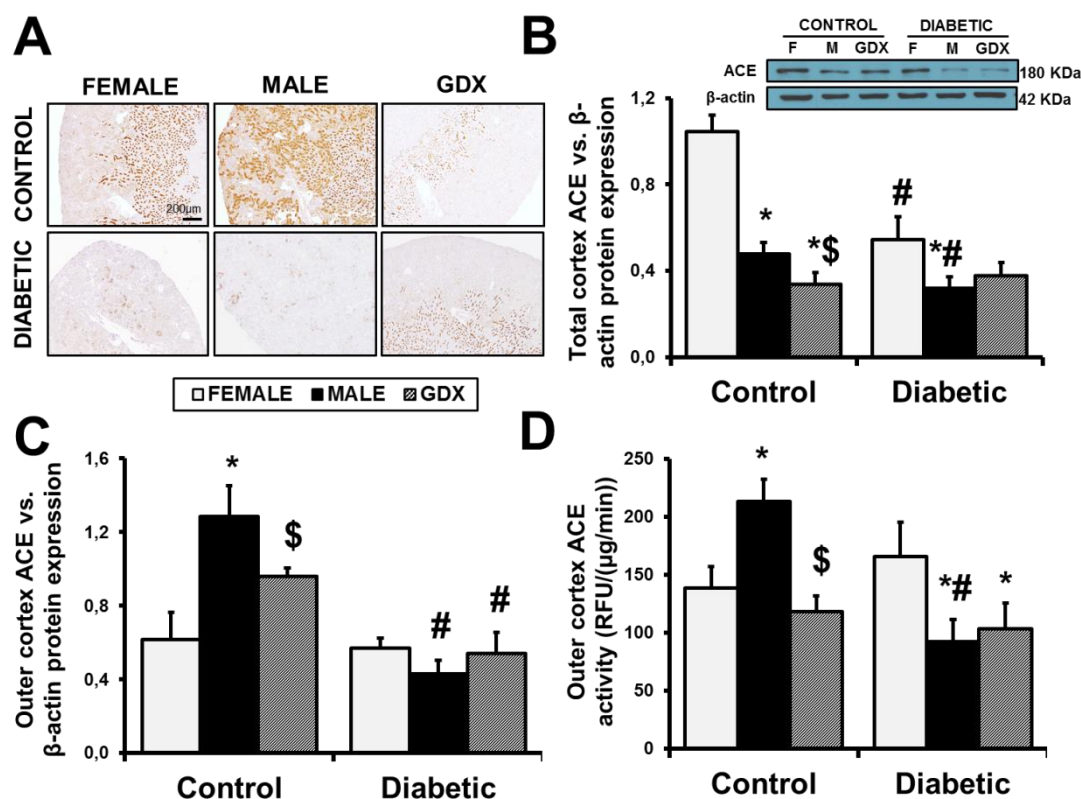 A
FEMALE MALE GDX
CONTROL
200µm
DIABETIC
B
CONTROL DIABETIC
F M GDX F M GDX
ACE 180 KDa
β-actin 42 KDa
Total cortex ACE vs. β-
actin protein expression
1,2
0,8
0,4
0,0
*
*$
#
*#
Control Diabetic
FEMALE MALE GDX
C
Outer cortex ACE vs.
β-actin protein expression
1,6
1,2
0,8
0,4
0,0
*
$
#
#
Control Diabetic
D
Outer cortex ACE
activity (RFU/(µg/min))
250
200
150
100
50
0
*
$
*#
*
Control Diabetic